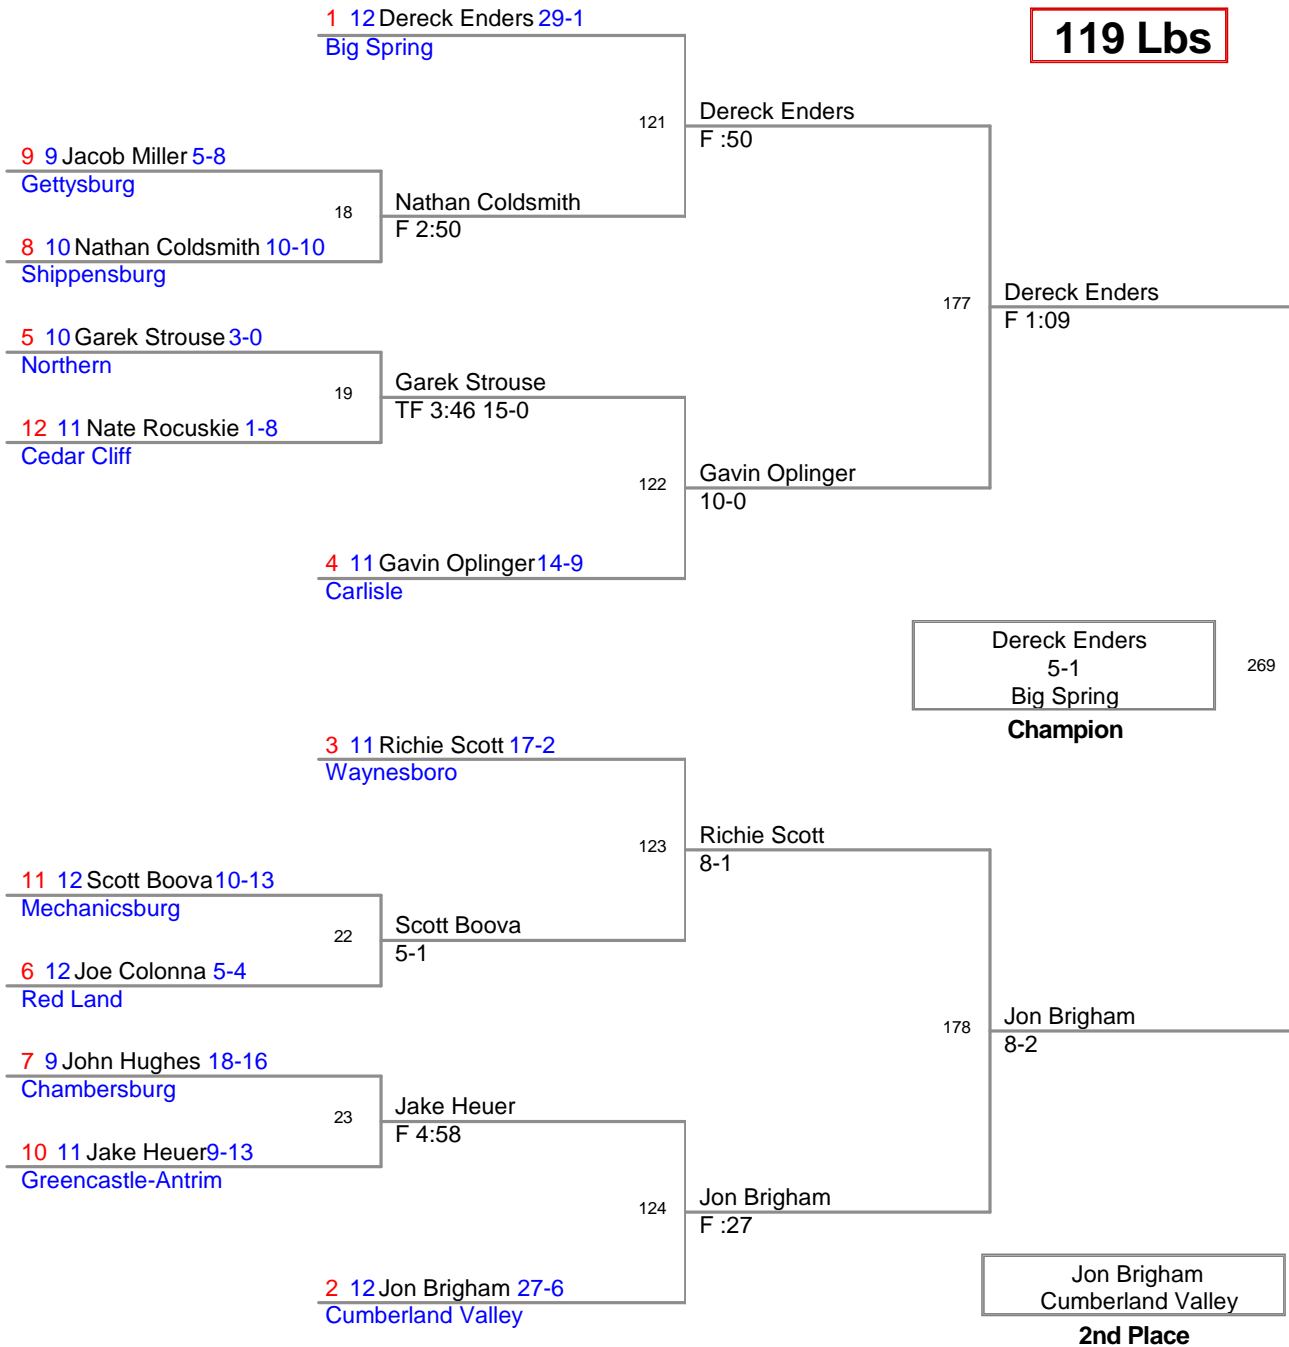 1 12 Dereck Enders 29-1
Big Spring
119 Lbs
121
Dereck Enders
F :50
9 9 Jacob Miller 5-8
Gettysburg
18
Nathan Coldsmith
F 2:50
8 10 Nathan Coldsmith 10-10
Shippensburg
177
Dereck Enders
F 1:09
5 10 Garek Strouse 3-0
Northern
19
Garek Strouse
TF 3:46 15-0
12 11 Nate Rocuskie 1-8
Cedar Cliff
122
Gavin Oplinger
10-0
4 11 Gavin Oplinger 14-9
Carlisle
Dereck Enders
5-1
Big Spring
269
Champion
3 11 Richie Scott 17-2
Waynesboro
123
Richie Scott
8-1
11 12 Scott Boova 10-13
Mechanicsburg
22
Scott Boova
5-1
6 12 Joe Colonna 5-4
Red Land
178
Jon Brigham
8-2
7 9 John Hughes 18-16
Chambersburg
23
Jake Heuer
F 4:58
10 11 Jake Heuer 9-13
Greencastle-Antrim
124
Jon Brigham
F :27
2 12 Jon Brigham 27-6
Cumberland Valley
Jon Brigham
Cumberland Valley
2nd Place